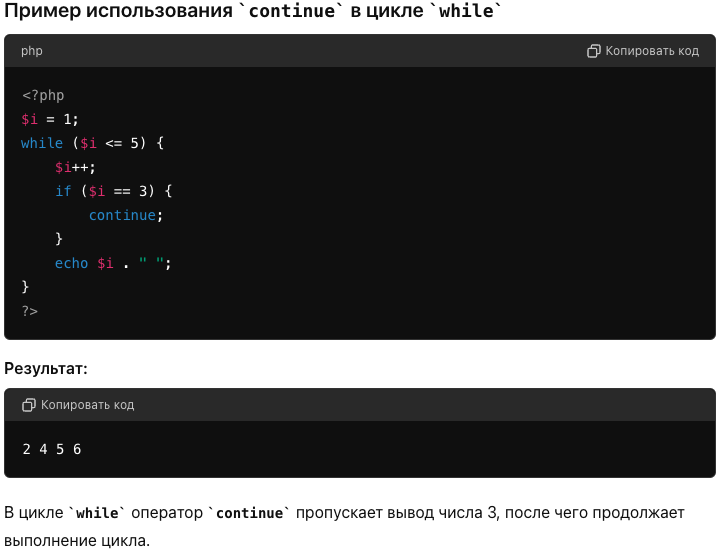 Пример использования `continue` в цикле `while`
php
Копировать код
<?php
$i = 1;
while ($i <= 5) {
    $i++;
    if ($i == 3) {
        continue;
    }
    echo $i . " ";
}
?>
Результат:
Копировать код
2 4 5 6
В цикле `while` оператор `continue` пропускает вывод числа 3, после чего продолжает
выполнение цикла.